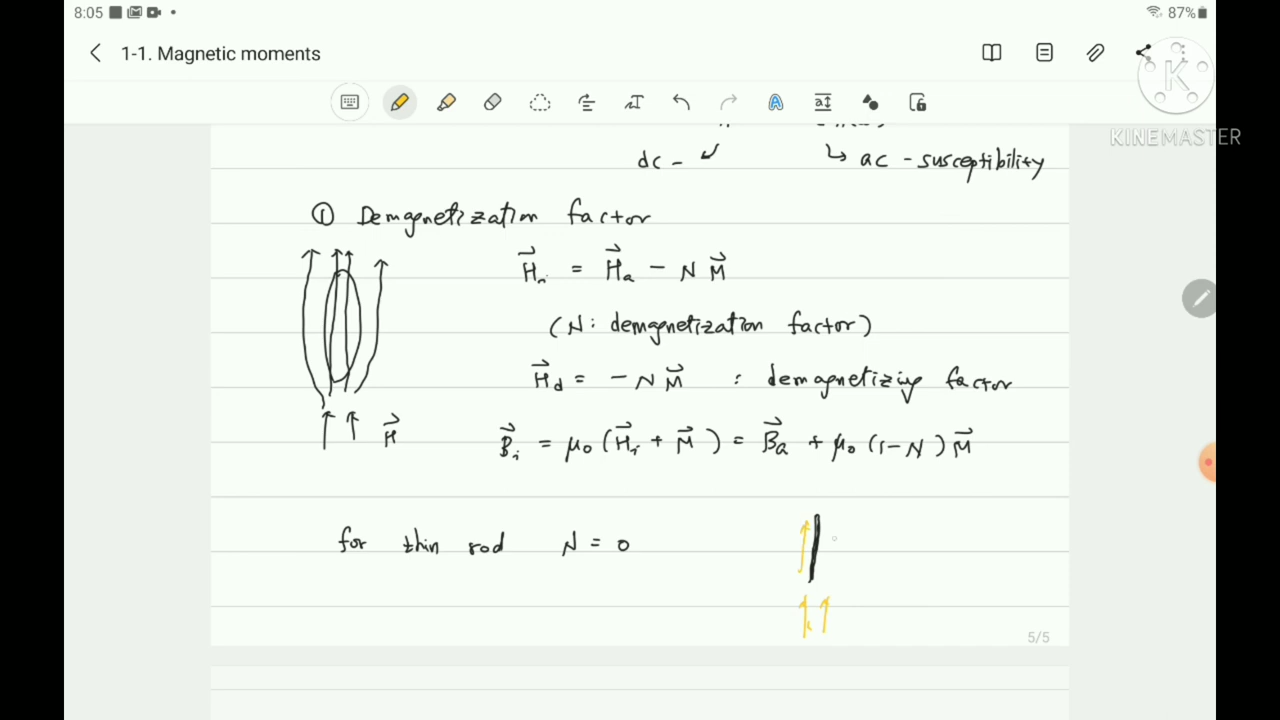 8:05
87%
1-1. Magnetic moments
KINEMASTER
dc -
↳ ac - susceptibility
① Demagnetization factor
H⃗ᵢ = H⃗ₐ - N M⃗
(N: demagnetization factor)
H⃗_d = - N M⃗ : demagnetizing factor
H⃗
B⃗ᵢ = μ₀ (H⃗ᵢ + M⃗) = B⃗ₐ + μ₀ (1-N) M⃗
for thin rod N = 0
5/5